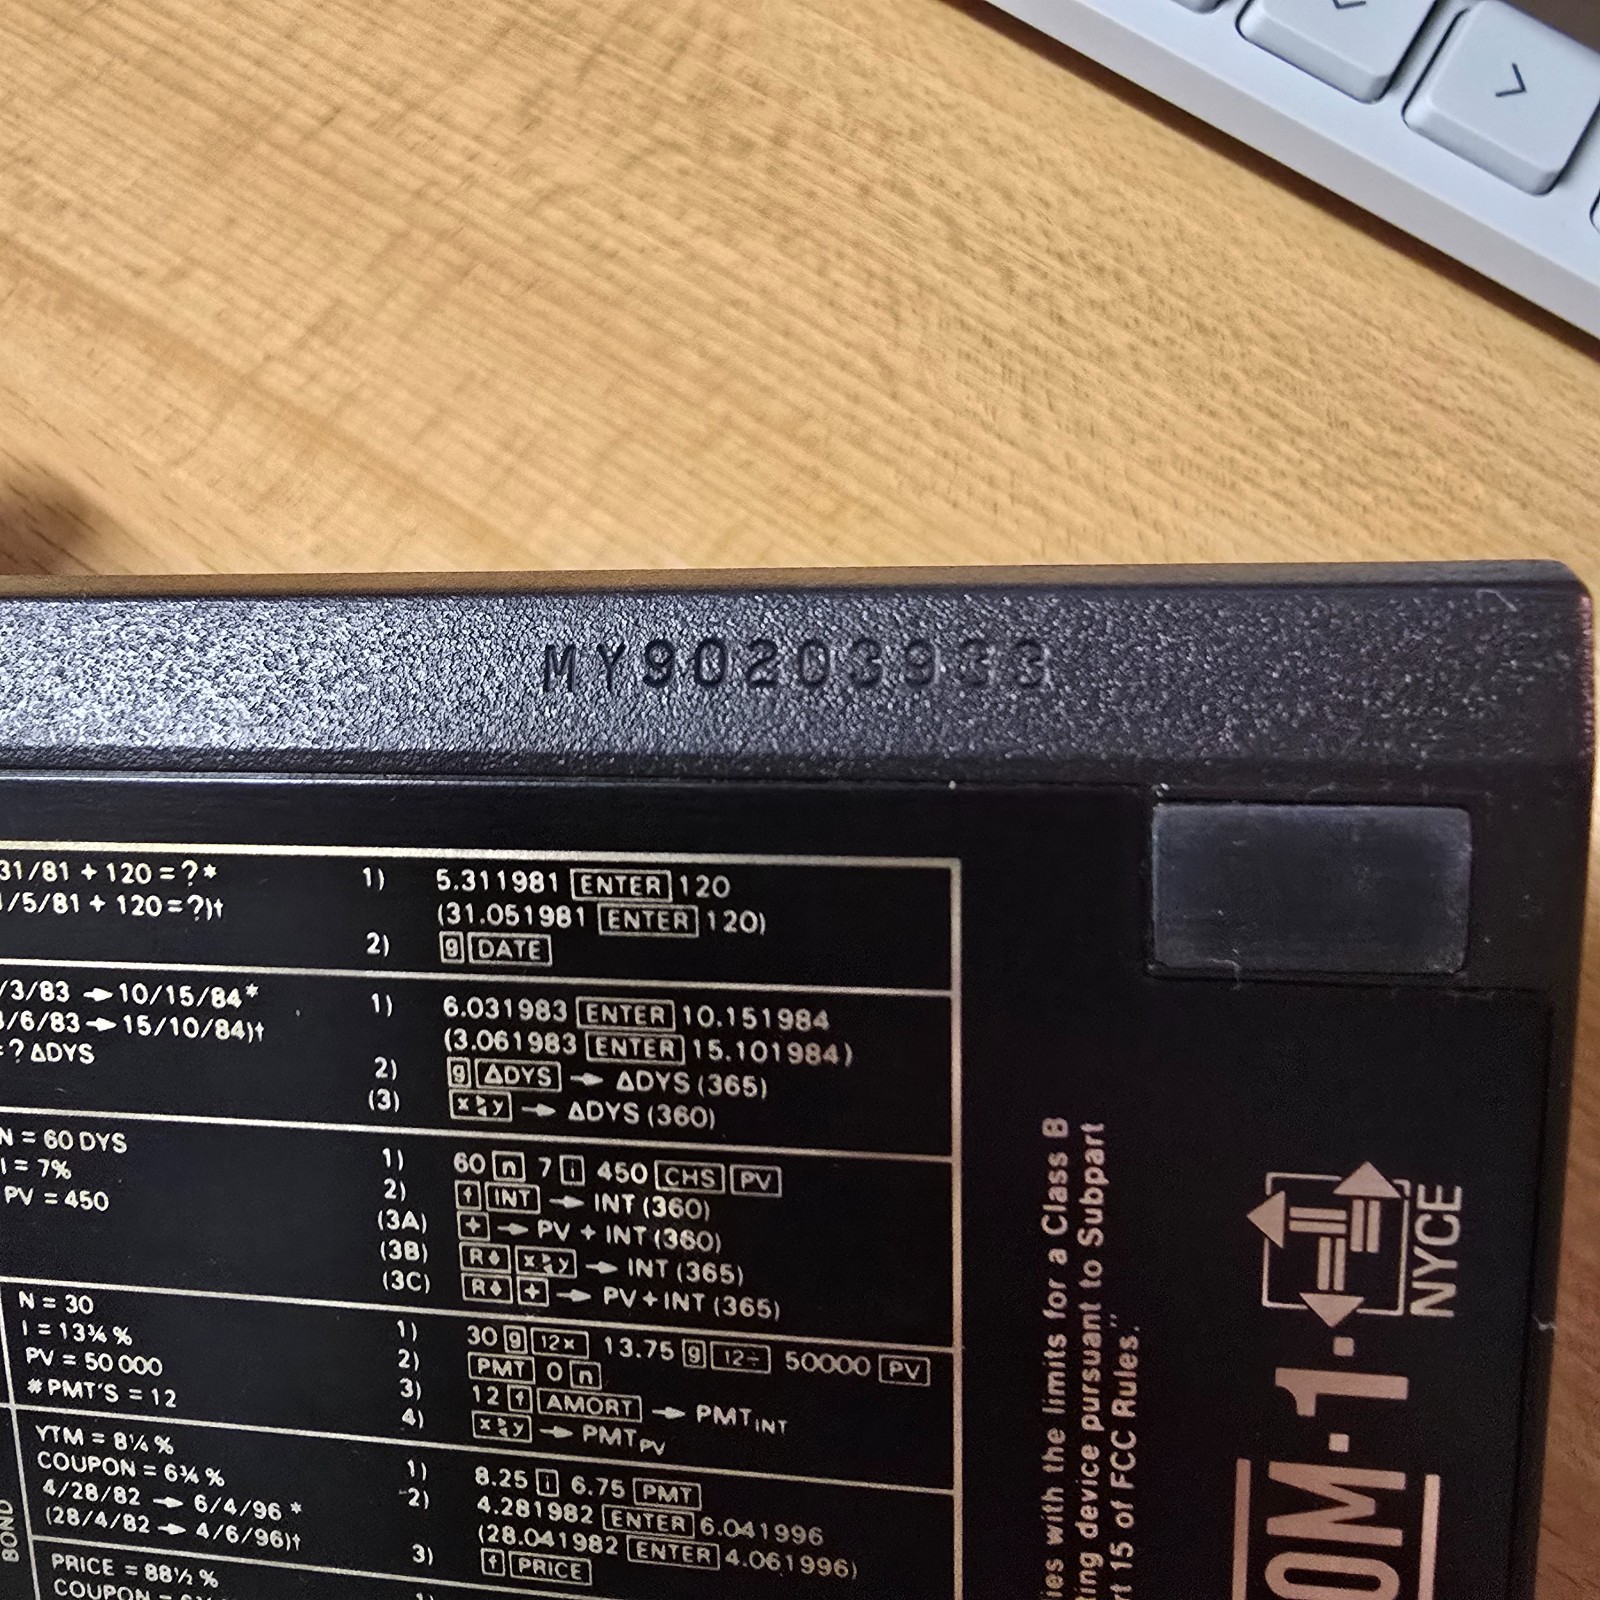 <
>
MY90203933
31/81 + 120 = ?* 1) 5.311981 ENTER 120
/5/81 + 120 = ?)† (31.051981 ENTER 120)
2) g DATE
/3/83 → 10/15/84* 1) 6.031983 ENTER 10.151984
/6/83 → 15/10/84)† (3.061983 ENTER 15.101984)
= ? ΔDYS 2) g ΔDYS → ΔDYS (365)
(3) x≷y → ΔDYS (360)
N = 60 DYS 1) 60 n 7 i 450 CHS PV
I = 7% 2) f INT → INT (360)
PV = 450 (3A) + → PV + INT (360)
(3B) R↓ x≷y → INT (365)
(3C) R↓ + → PV + INT (365)
N = 30 1) 30 g 12× 13.75 g 12÷ 50000 PV
I = 13¾ % 2) PMT 0 n
PV = 50 000 3) 12 f AMORT → PMT INT
# PMT'S = 12 4) x≷y → PMT PV
BOND
YTM = 8¼ % 1) 8.25 i 6.75 PMT
COUPON = 6¾ % 2) 4.281982 ENTER 6.041996
4/28/82 → 6/4/96 * (28.041982 ENTER 4.061996)
(28/4/82 → 4/6/96)† 3) f PRICE
PRICE = 88½ % 1)
COUPON
ies with the limits for a Class B
ting device pursuant to Subpart
rt 15 of FCC Rules."
OM·1·
NYCE